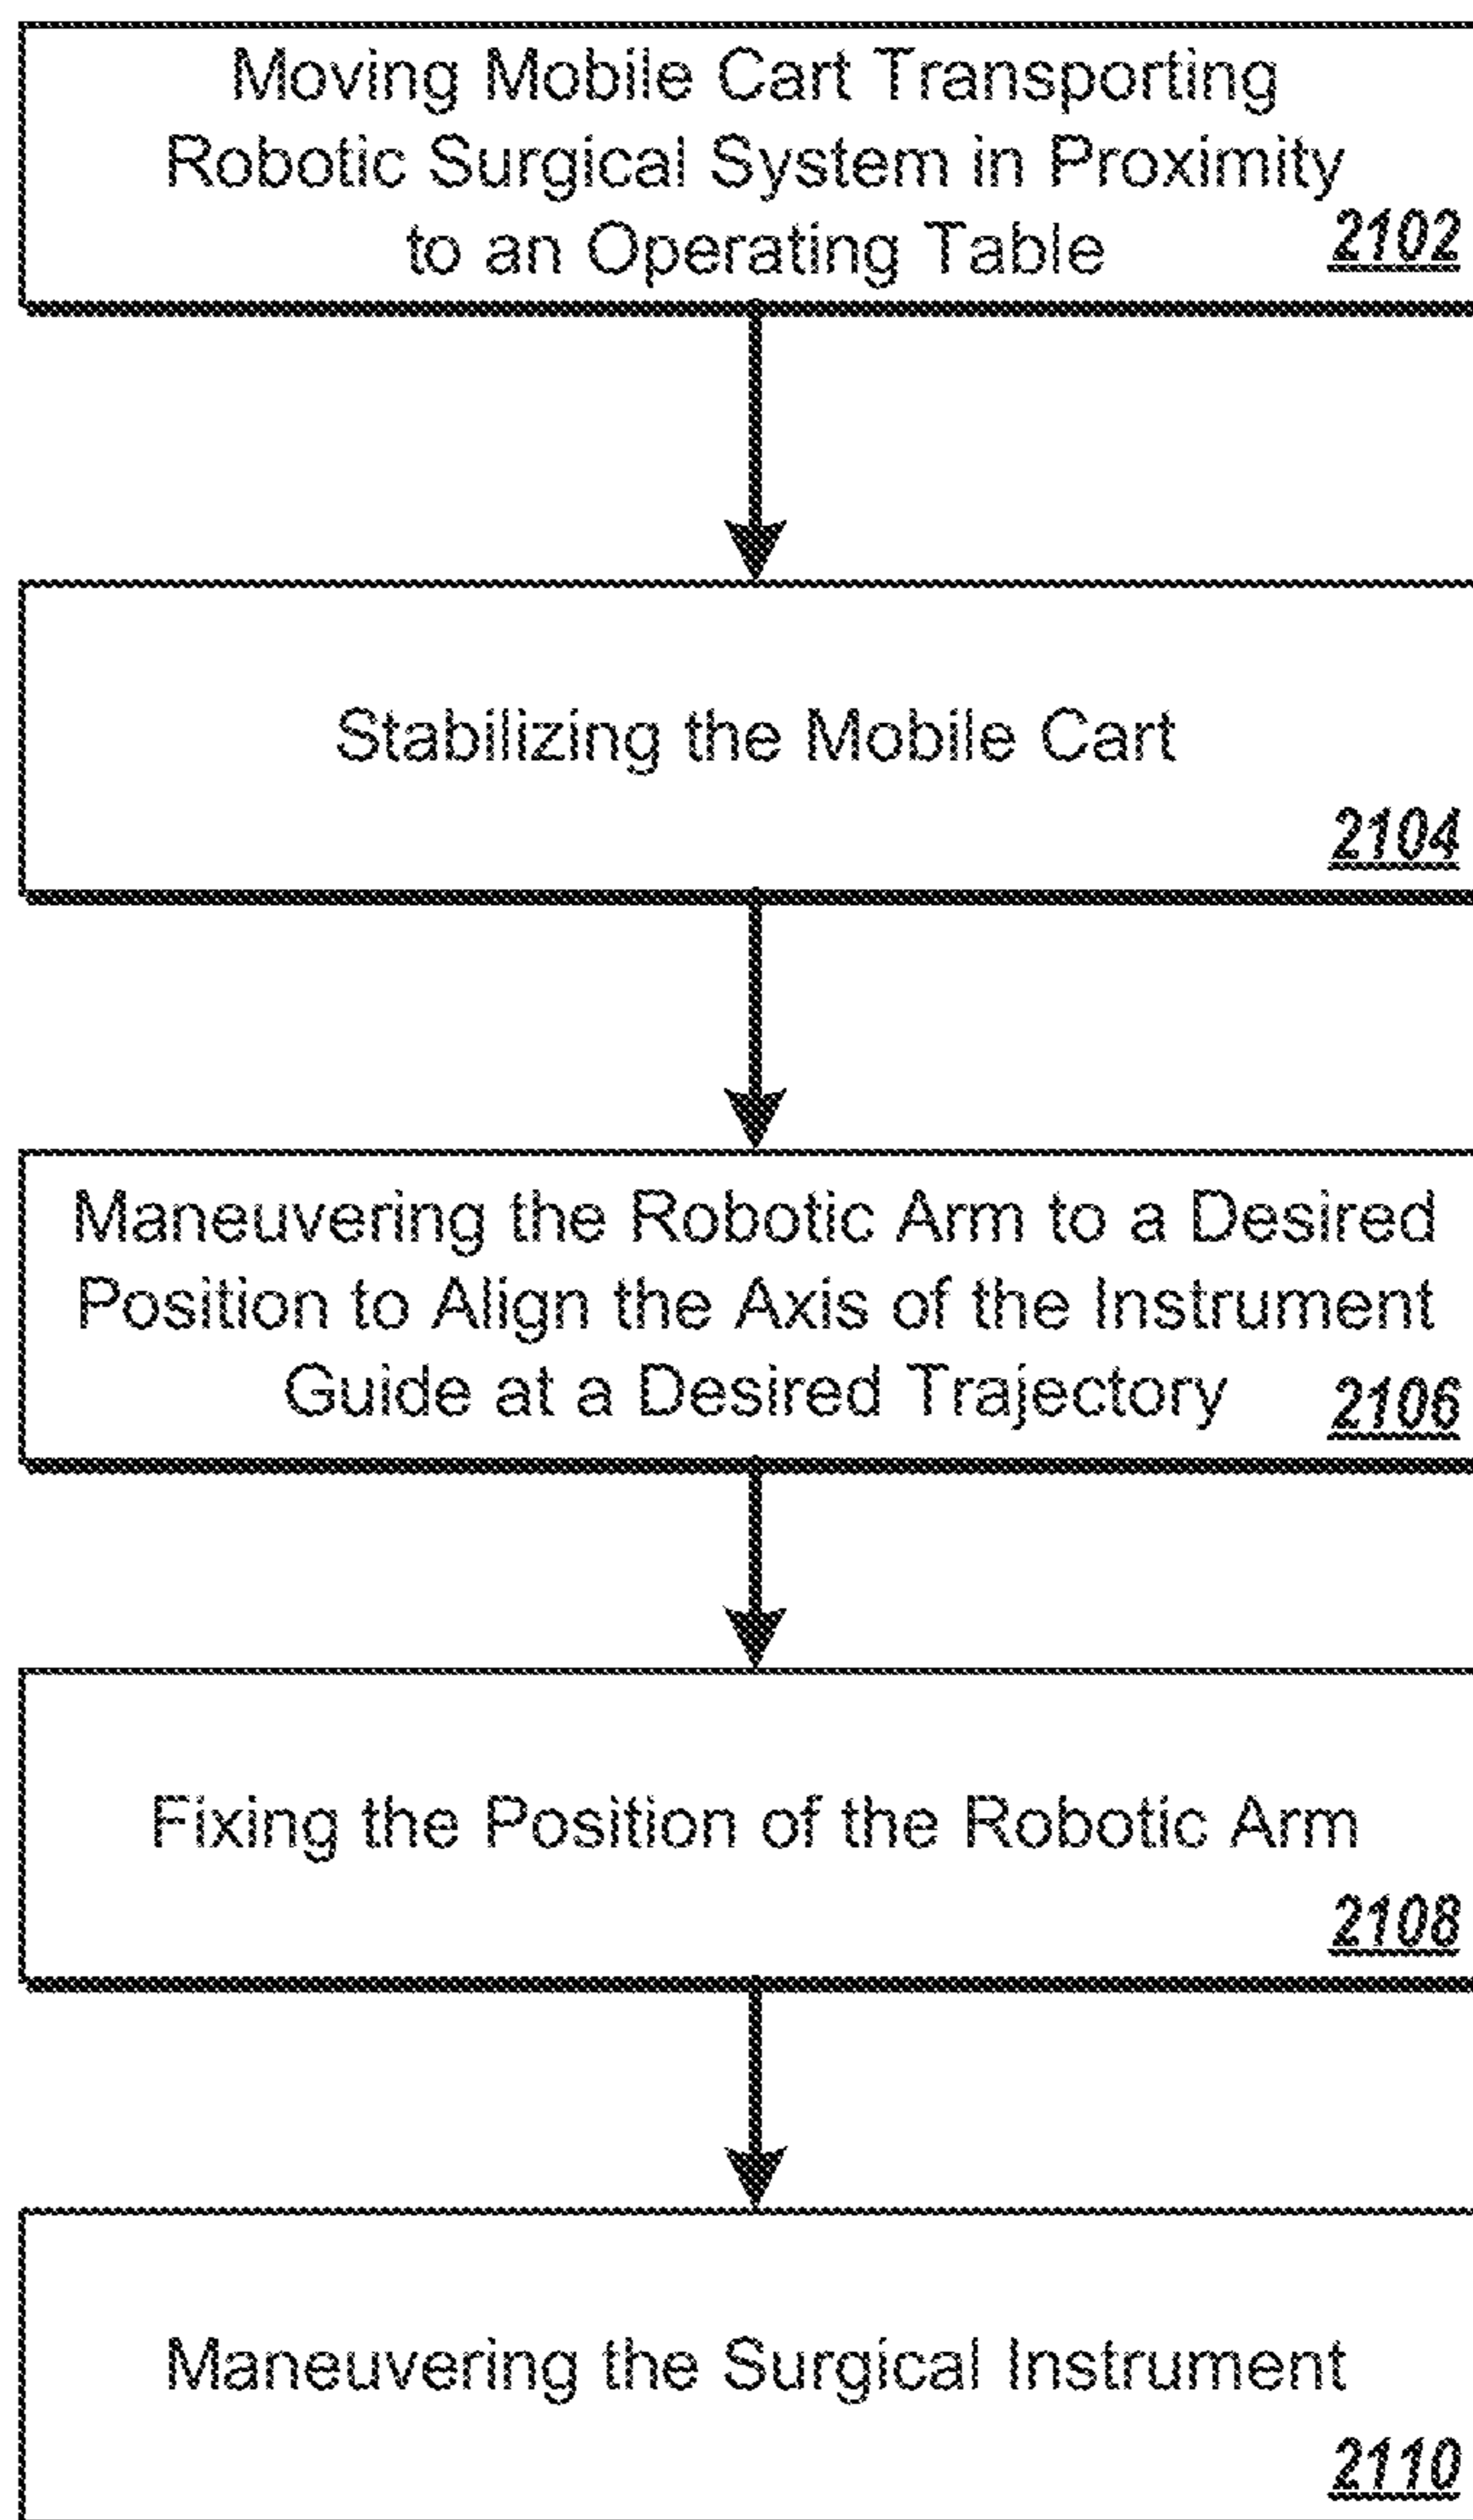 Moving Mobile Cart Transporting
Robotic Surgical System in Proximity
to an Operating Table
2102
Stabilizing the Mobile Cart
2104
Maneuvering the Robotic Arm to a Desired
Position to Align the Axis of the Instrument
Guide at a Desired Trajectory
2106
Fixing the Position of the Robotic Arm
2108
Maneuvering the Surgical Instrument
2110